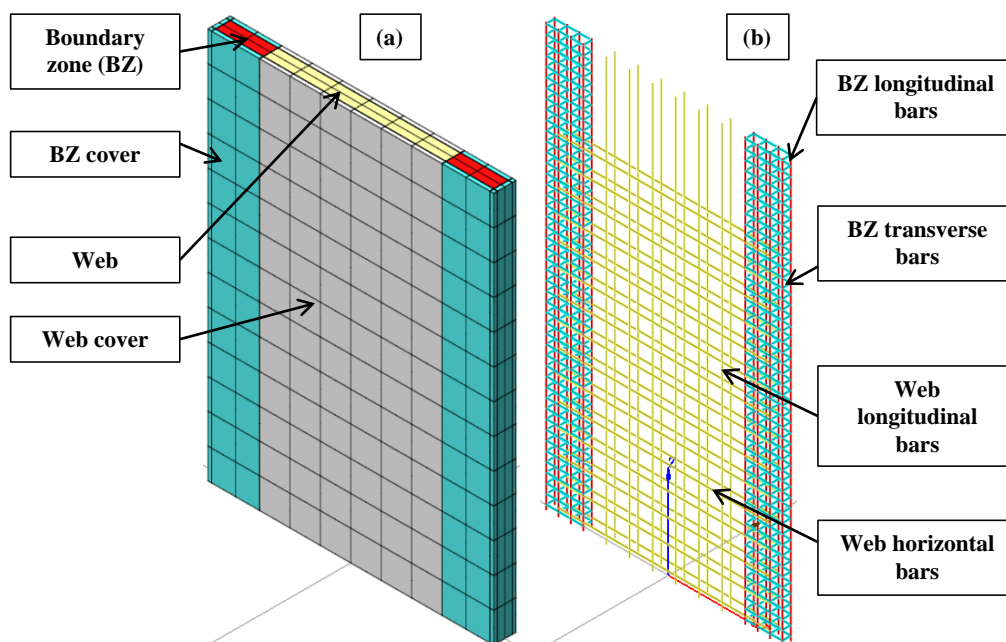 Boundary
zone (BZ)
(a)
BZ cover
Web
Web cover
(b)
BZ longitudinal
bars
BZ transverse
bars
Web
longitudinal
bars
Web horizontal
bars